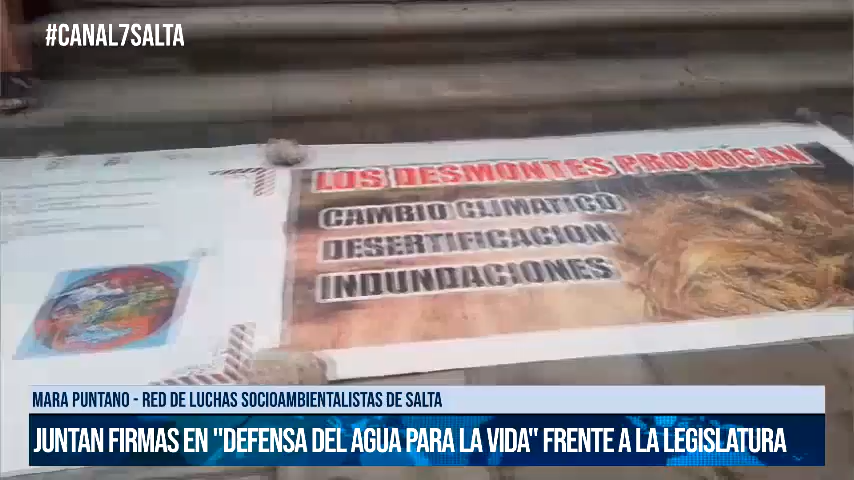 #CANAL7SALTA
LOS DESMONTES PROVOCAN
CAMBIO CLIMATICO
DESERTIFICACION
INDUNDACIONES
MARA PUNTANO - RED DE LUCHAS SOCIOAMBIENTALISTAS DE SALTA
JUNTAN FIRMAS EN "DEFENSA DEL AGUA PARA LA VIDA" FRENTE A LA LEGISLATURA